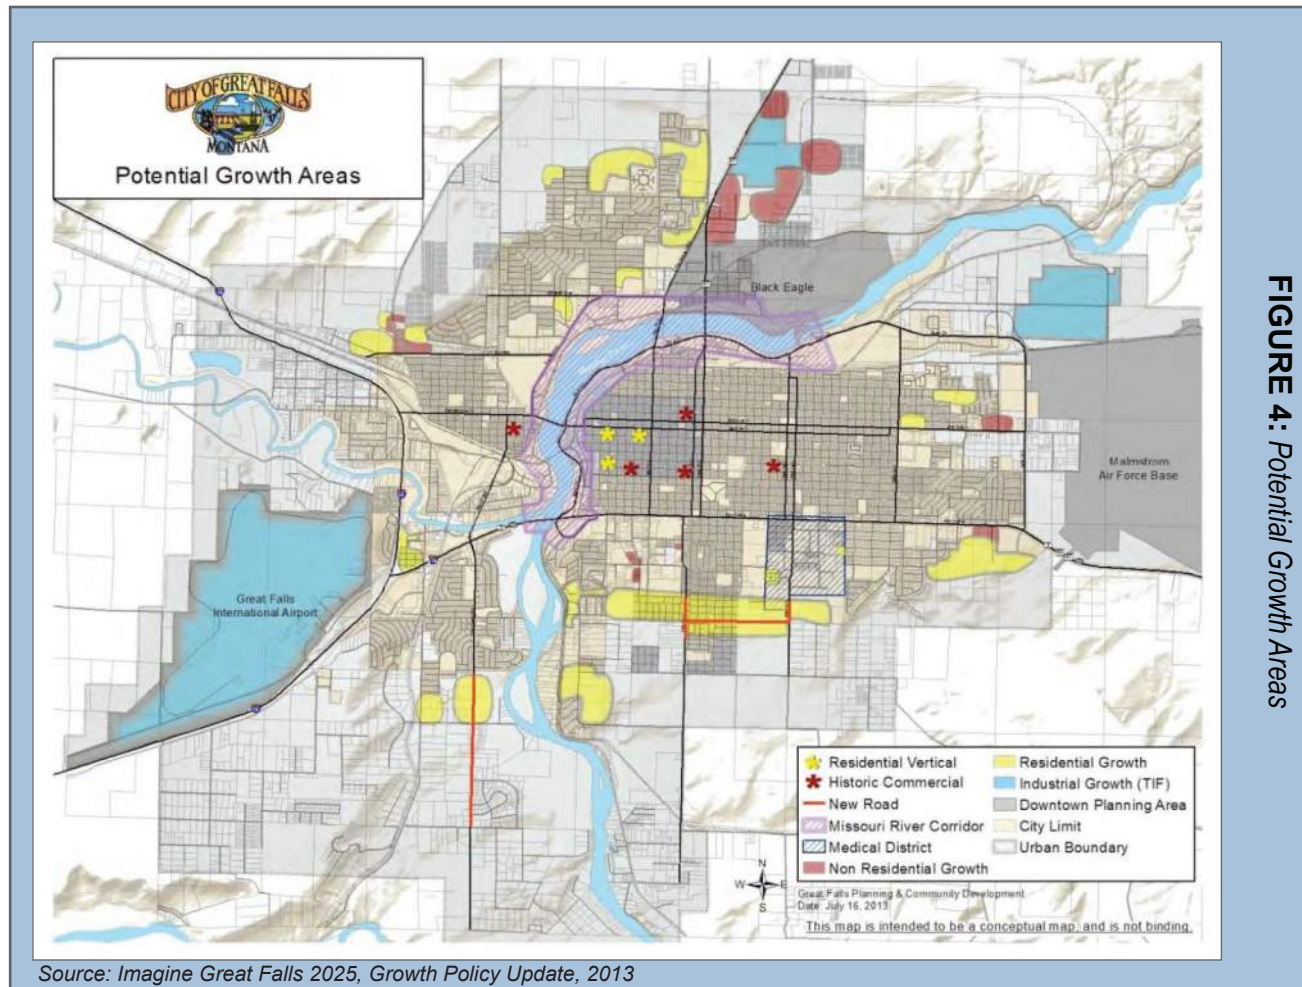 CITY OF GREAT FALLS
MONTANA
Potential Growth Areas
Black Eagle
Malmstrom
Air Force Base
Great Falls
International Airport
Residential Vertical
Historic Commercial
New Road
Missouri River Corridor
Medical District
Non Residential Growth
Residential Growth
Industrial Growth (TIF)
Downtown Planning Area
City Limit
Urban Boundary
N
W
E
S
Great Falls Planning & Community Development
Date: July 16, 2013
This map is intended to be a conceptual map, and is not binding.
FIGURE 4: Potential Growth Areas
Source: Imagine Great Falls 2025, Growth Policy Update, 2013